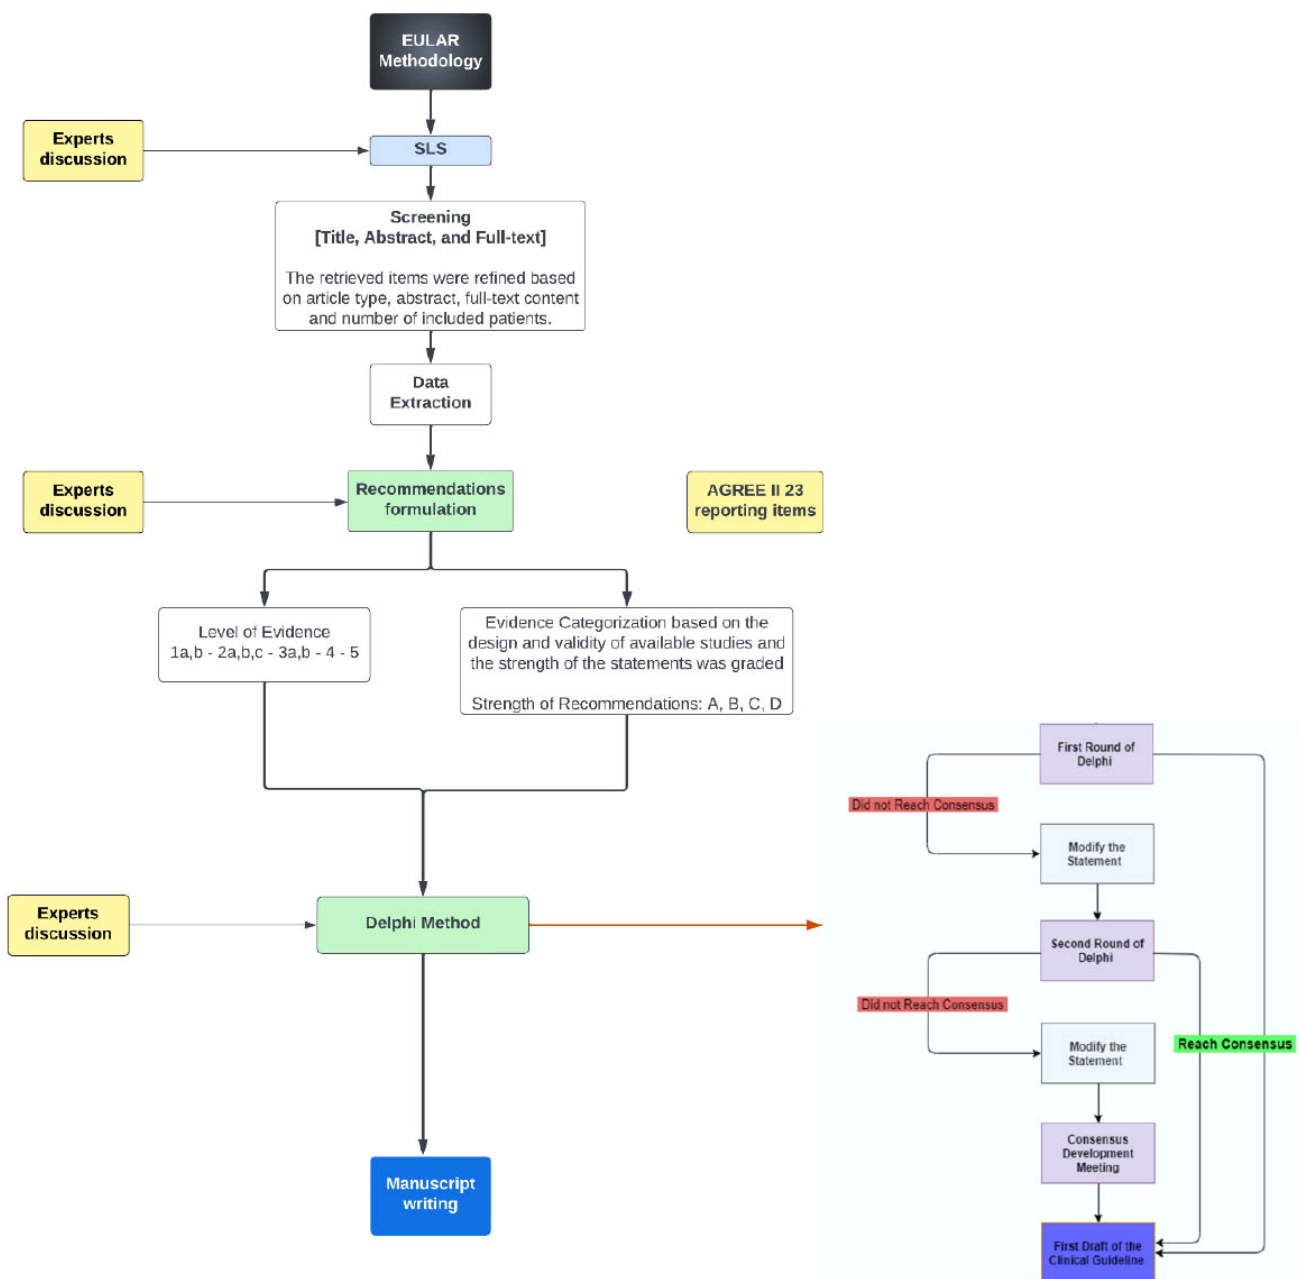 EULAR
Methodology
Experts
discussion
SLS
Screening
[Title, Abstract, and Full-text]
The retrieved items were refined based
on article type, abstract, full-text content
and number of included patients.
Data
Extraction
Experts
discussion
Recommendations
formulation
AGREE II 23
reporting items
Level of Evidence
1a,b - 2a,b,c - 3a,b - 4 - 5
Evidence Categorization based on the
design and validity of available studies and
the strength of the statements was graded
Strength of Recommendations: A, B, C, D
Experts
discussion
Delphi Method
Manuscript
writing
First Round of
Delphi
Did not Reach Consensus
Modify the
Statement
Second Round of
Delphi
Did not Reach Consensus
Modify the
Statement
Reach Consensus
Consensus
Development
Meeting
First Draft of the
Clinical Guideline